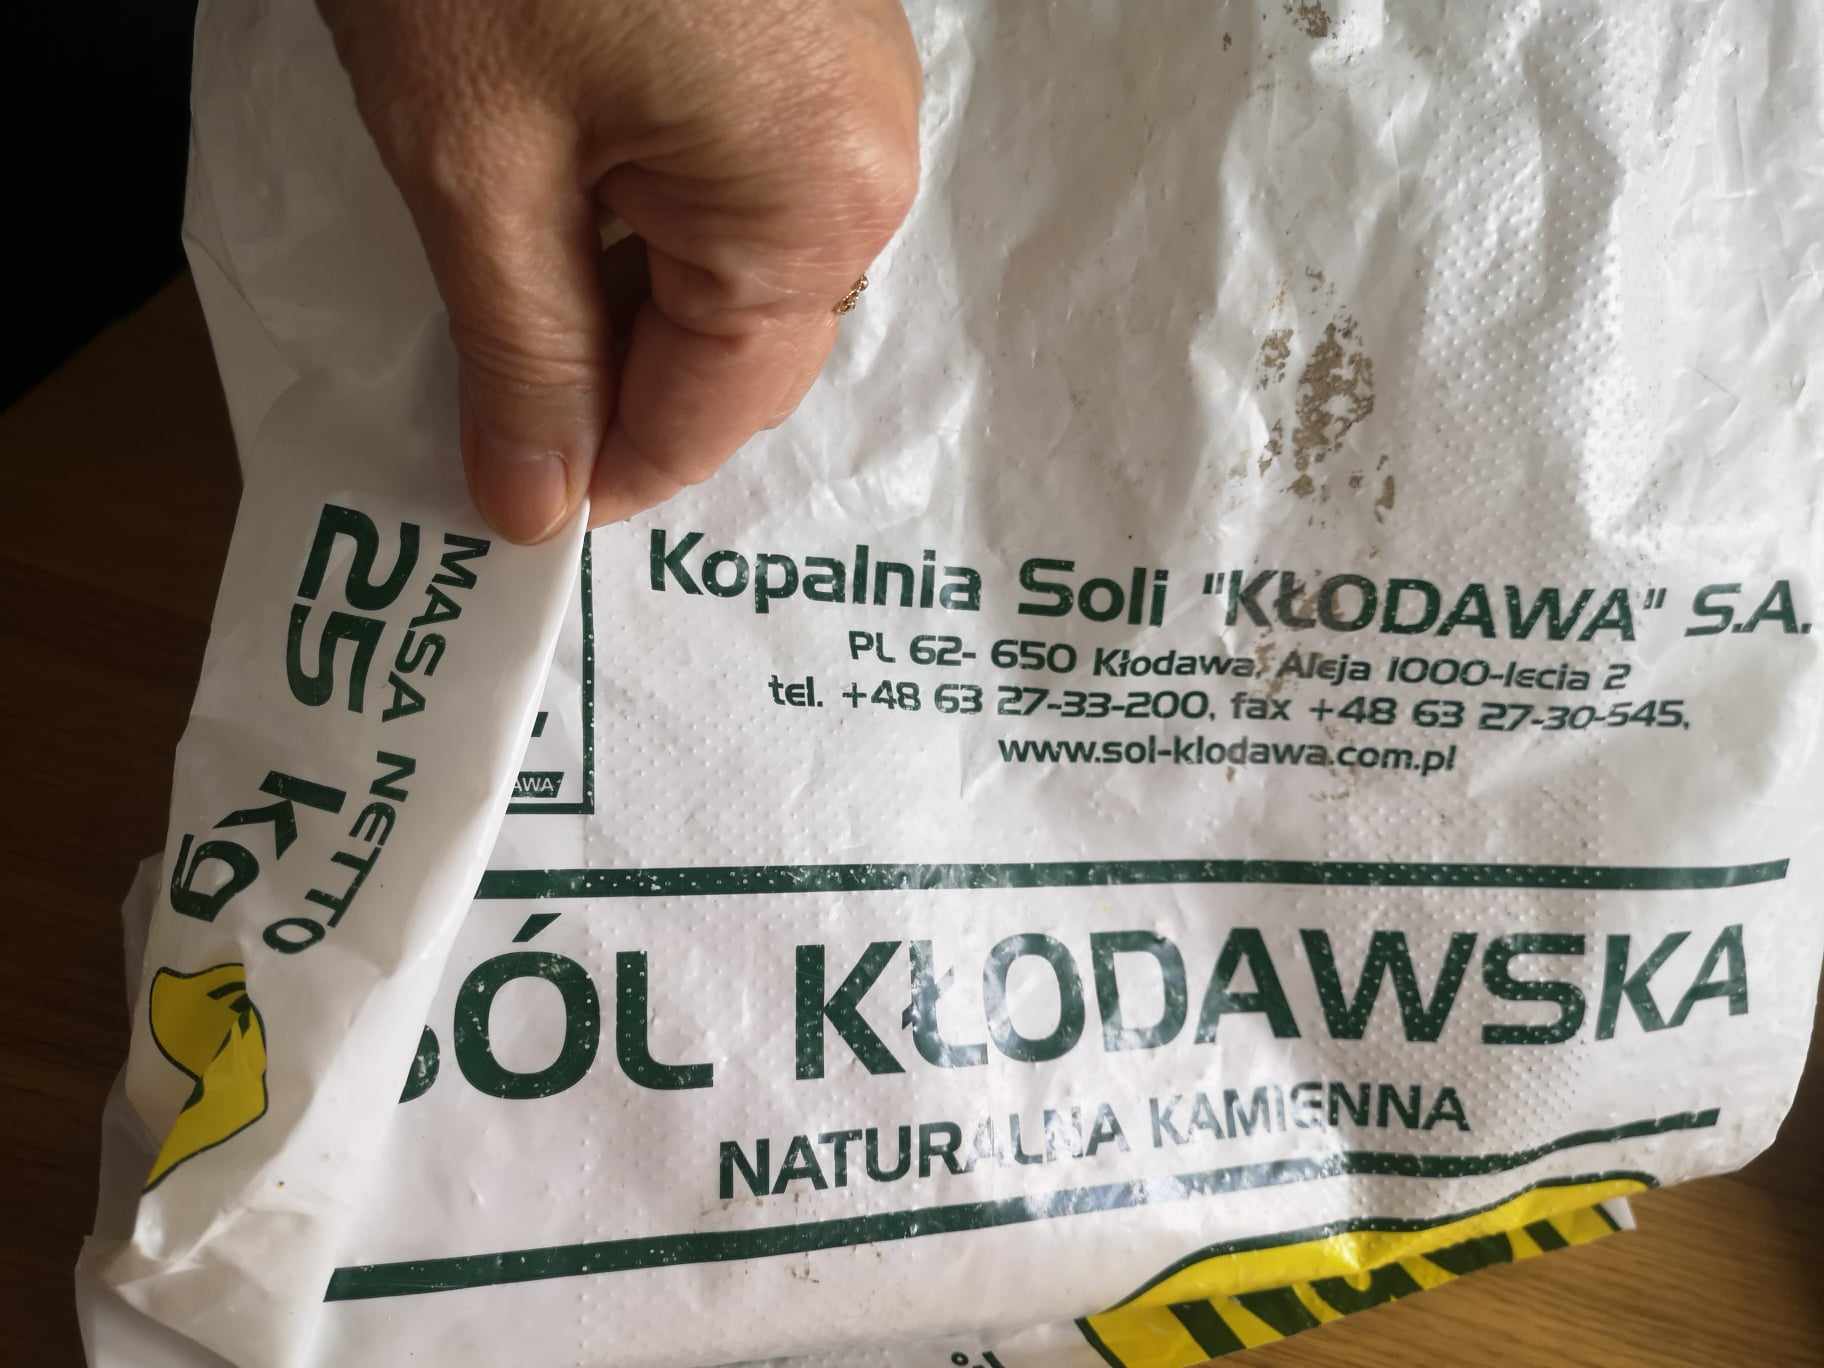 MASA NETTO
25 kg
AWA"
Kopalnia Soli "KŁODAWA" S.A.
PL 62- 650 Kłodawa, Aleja 1000-lecia 2
tel. +48 63 27-33-200, fax +48 63 27-30-545,
www.sol-klodawa.com.pl
SÓL KŁODAWSKA
NATURALNA KAMIENNA